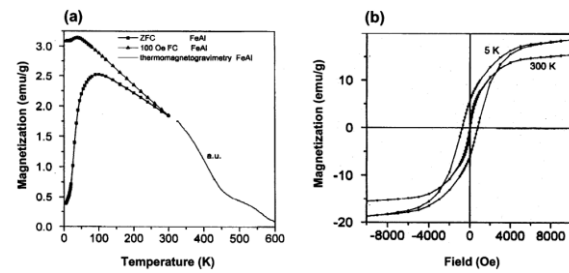 (a)
ZFC FeAl
100 Oe FC FeAl
thermomagnetogravimetry FeAl
Magnetization (emu/g)
3.5
3.0
2.5
2.0
1.5
1.0
0.5
0.0
a.u.
0 100 200 300 400 500 600
Temperature (K)
(b)
Magnetization (emu/g)
10
0
-10
-20
5 K
300 K
-8000 -4000 0 4000 8000
Field (Oe)